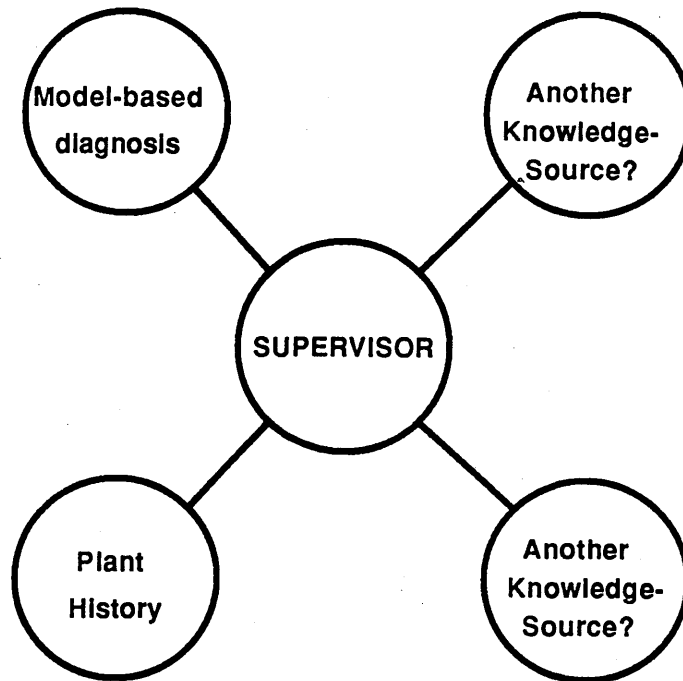 Model-based
diagnosis
Another
Knowledge-
Source?
SUPERVISOR
Plant
History
Another
Knowledge-
Source?